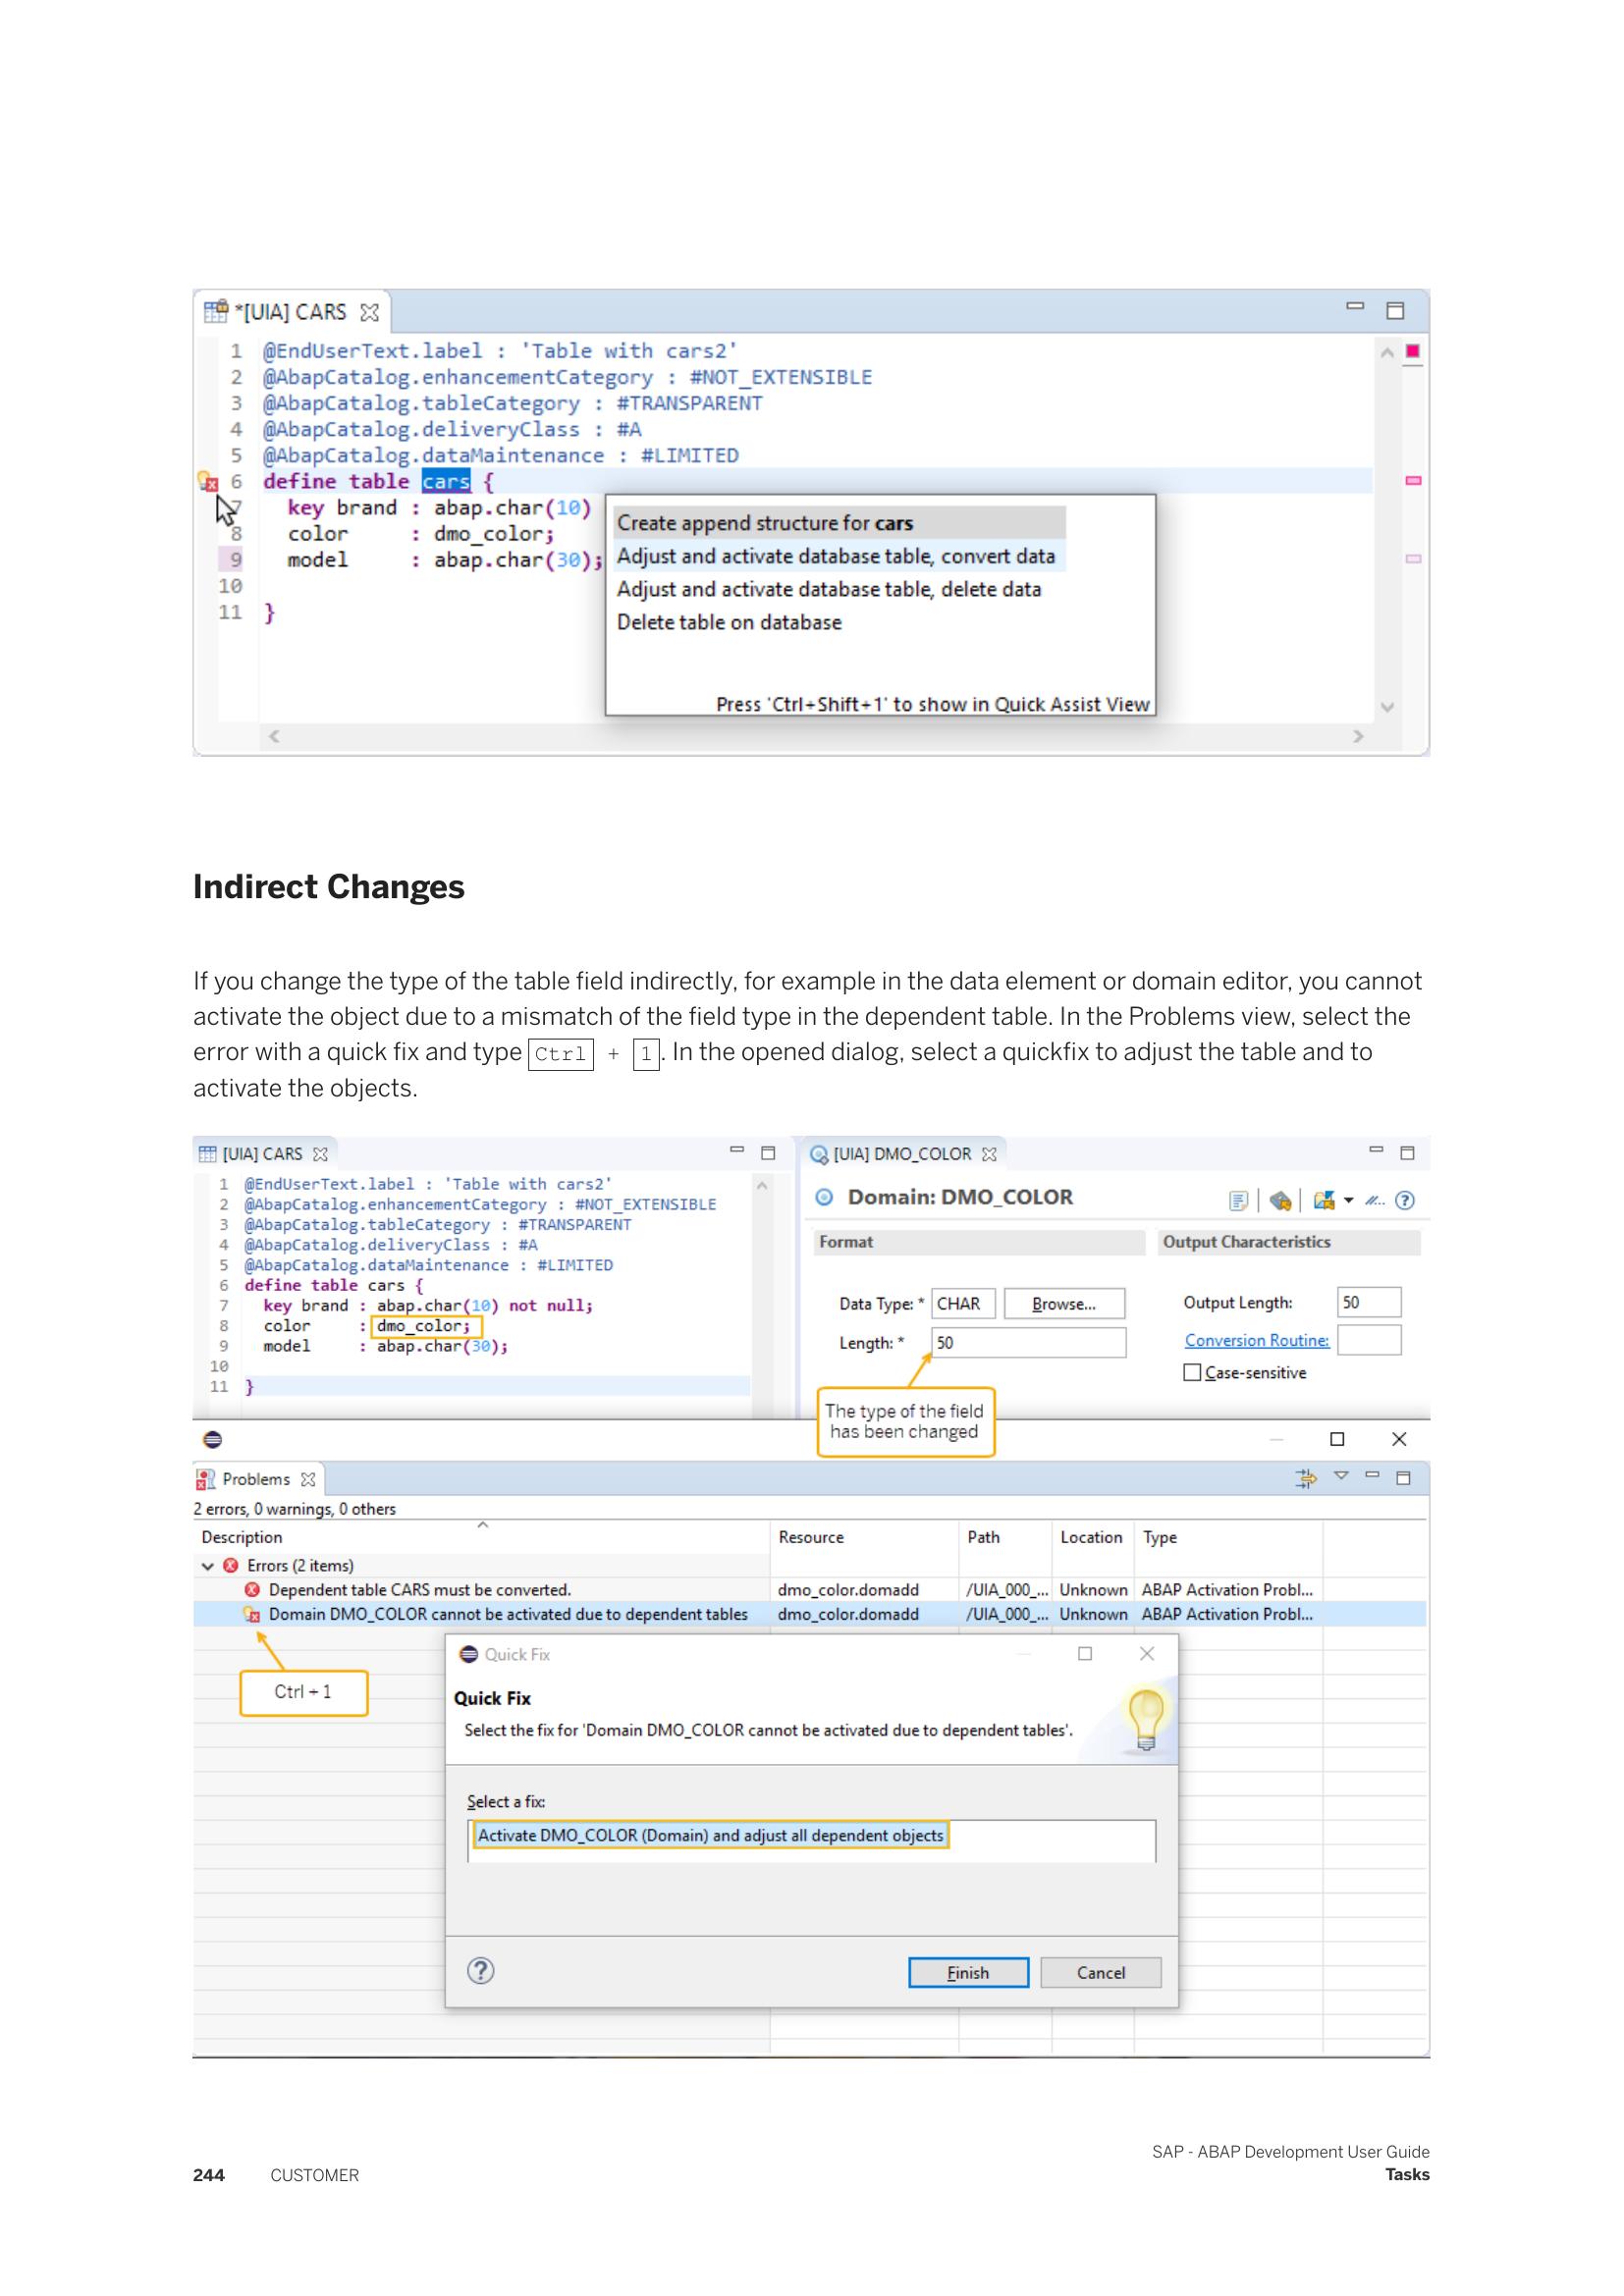 *[UIA] CARS
1 @EndUserText.label : 'Table with cars2'
2 @AbapCatalog.enhancementCategory : #NOT_EXTENSIBLE
3 @AbapCatalog.tableCategory : #TRANSPARENT
4 @AbapCatalog.deliveryClass : #A
5 @AbapCatalog.dataMaintenance : #LIMITED
6 define table cars {
7 key brand : abap.char(10)
8 color : dmo_color;
9 model : abap.char(30);
10
11 }
Create append structure for cars
Adjust and activate database table, convert data
Adjust and activate database table, delete data
Delete table on database
Press 'Ctrl+Shift+1' to show in Quick Assist View
Indirect Changes
If you change the type of the table field indirectly, for example in the data element or domain editor, you cannot
activate the object due to a mismatch of the field type in the dependent table. In the Problems view, select the
error with a quick fix and type Ctrl + 1. In the opened dialog, select a quickfix to adjust the table and to
activate the objects.
[UIA] CARS
1 @EndUserText.label : 'Table with cars2'
2 @AbapCatalog.enhancementCategory : #NOT_EXTENSIBLE
3 @AbapCatalog.tableCategory : #TRANSPARENT
4 @AbapCatalog.deliveryClass : #A
5 @AbapCatalog.dataMaintenance : #LIMITED
6 define table cars {
7 key brand : abap.char(10) not null;
8 color : dmo_color;
9 model : abap.char(30);
10
11 }
[UIA] DMO_COLOR
Domain: DMO_COLOR
Format
Output Characteristics
Data Type: * CHAR Browse...
Output Length: 50
Length: * 50
Conversion Routine:
Case-sensitive
The type of the field
has been changed
Problems
2 errors, 0 warnings, 0 others
Description Resource Path Location Type
Errors (2 items)
Dependent table CARS must be converted. dmo_color.domadd /UIA_000_... Unknown ABAP Activation Probl...
Domain DMO_COLOR cannot be activated due to dependent tables dmo_color.domadd /UIA_000_... Unknown ABAP Activation Probl...
Ctrl + 1
Quick Fix
Quick Fix
Select the fix for 'Domain DMO_COLOR cannot be activated due to dependent tables'.
Select a fix:
Activate DMO_COLOR (Domain) and adjust all dependent objects
Finish Cancel
SAP - ABAP Development User Guide
244 CUSTOMER Tasks